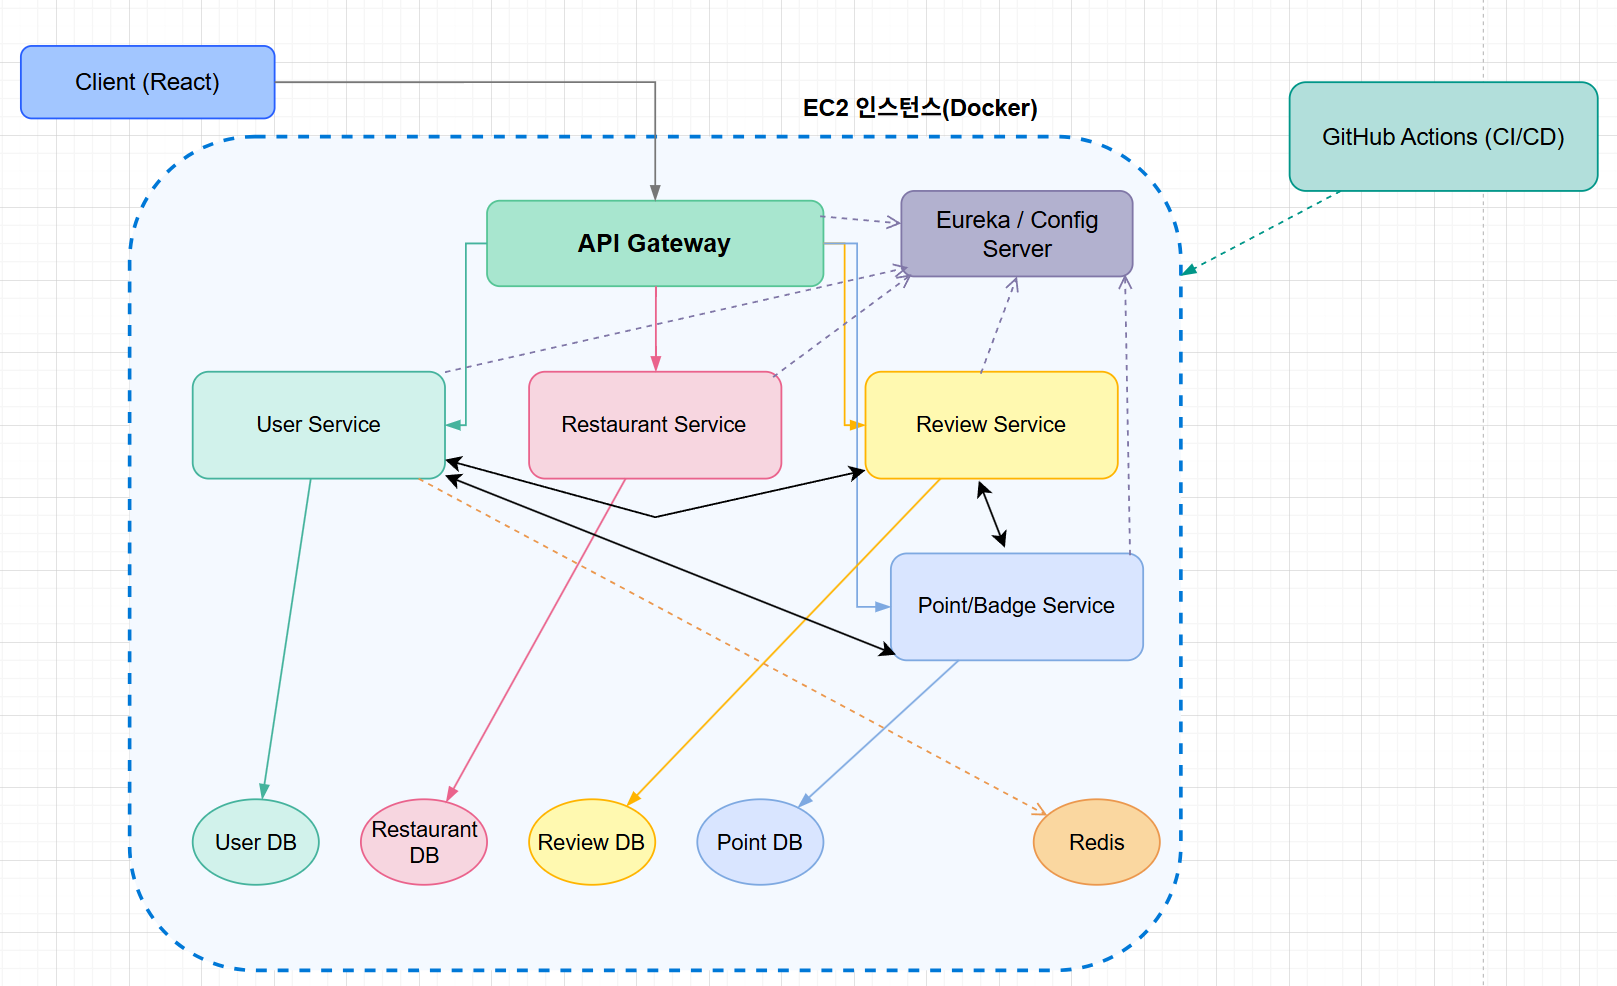 Client (React)
EC2 인스턴스(Docker)
GitHub Actions (CI/CD)
API Gateway
Eureka / Config
Server
User Service
Restaurant Service
Review Service
Point/Badge Service
User DB
Restaurant
DB
Review DB
Point DB
Redis